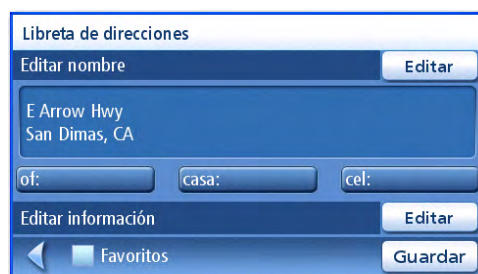 Libreta de direcciones
Editar nombre Editar
E Arrow Hwy
San Dimas, CA
of: casa: cel:
Editar información Editar
Favoritos Guardar